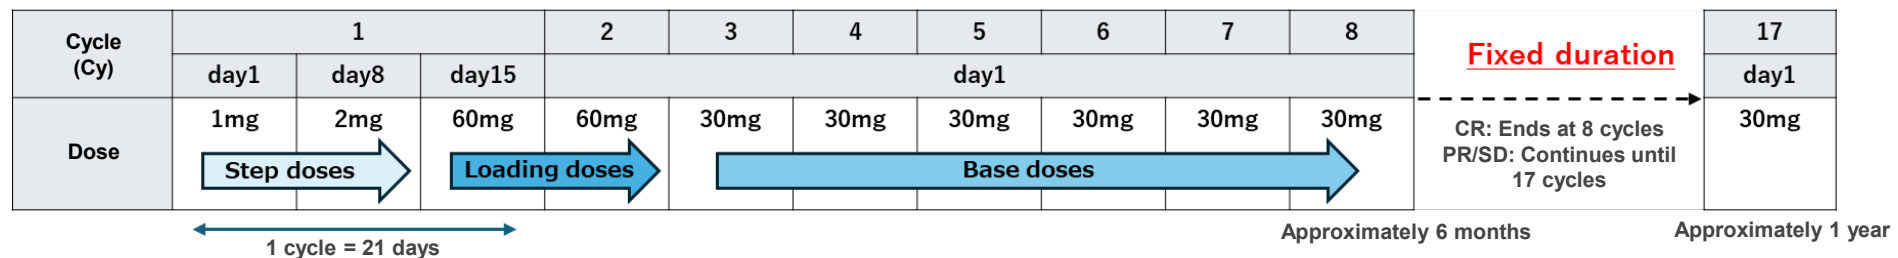 Cycle
(Cy)
1 2 3 4 5 6 7 8 17
day1 day8 day15 day1 day1
Fixed duration
Dose
1mg 2mg 60mg 60mg 30mg 30mg 30mg 30mg 30mg 30mg 30mg
Step doses Loading doses Base doses
CR: Ends at 8 cycles
PR/SD: Continues until
17 cycles
1 cycle = 21 days
Approximately 6 months
Approximately 1 year